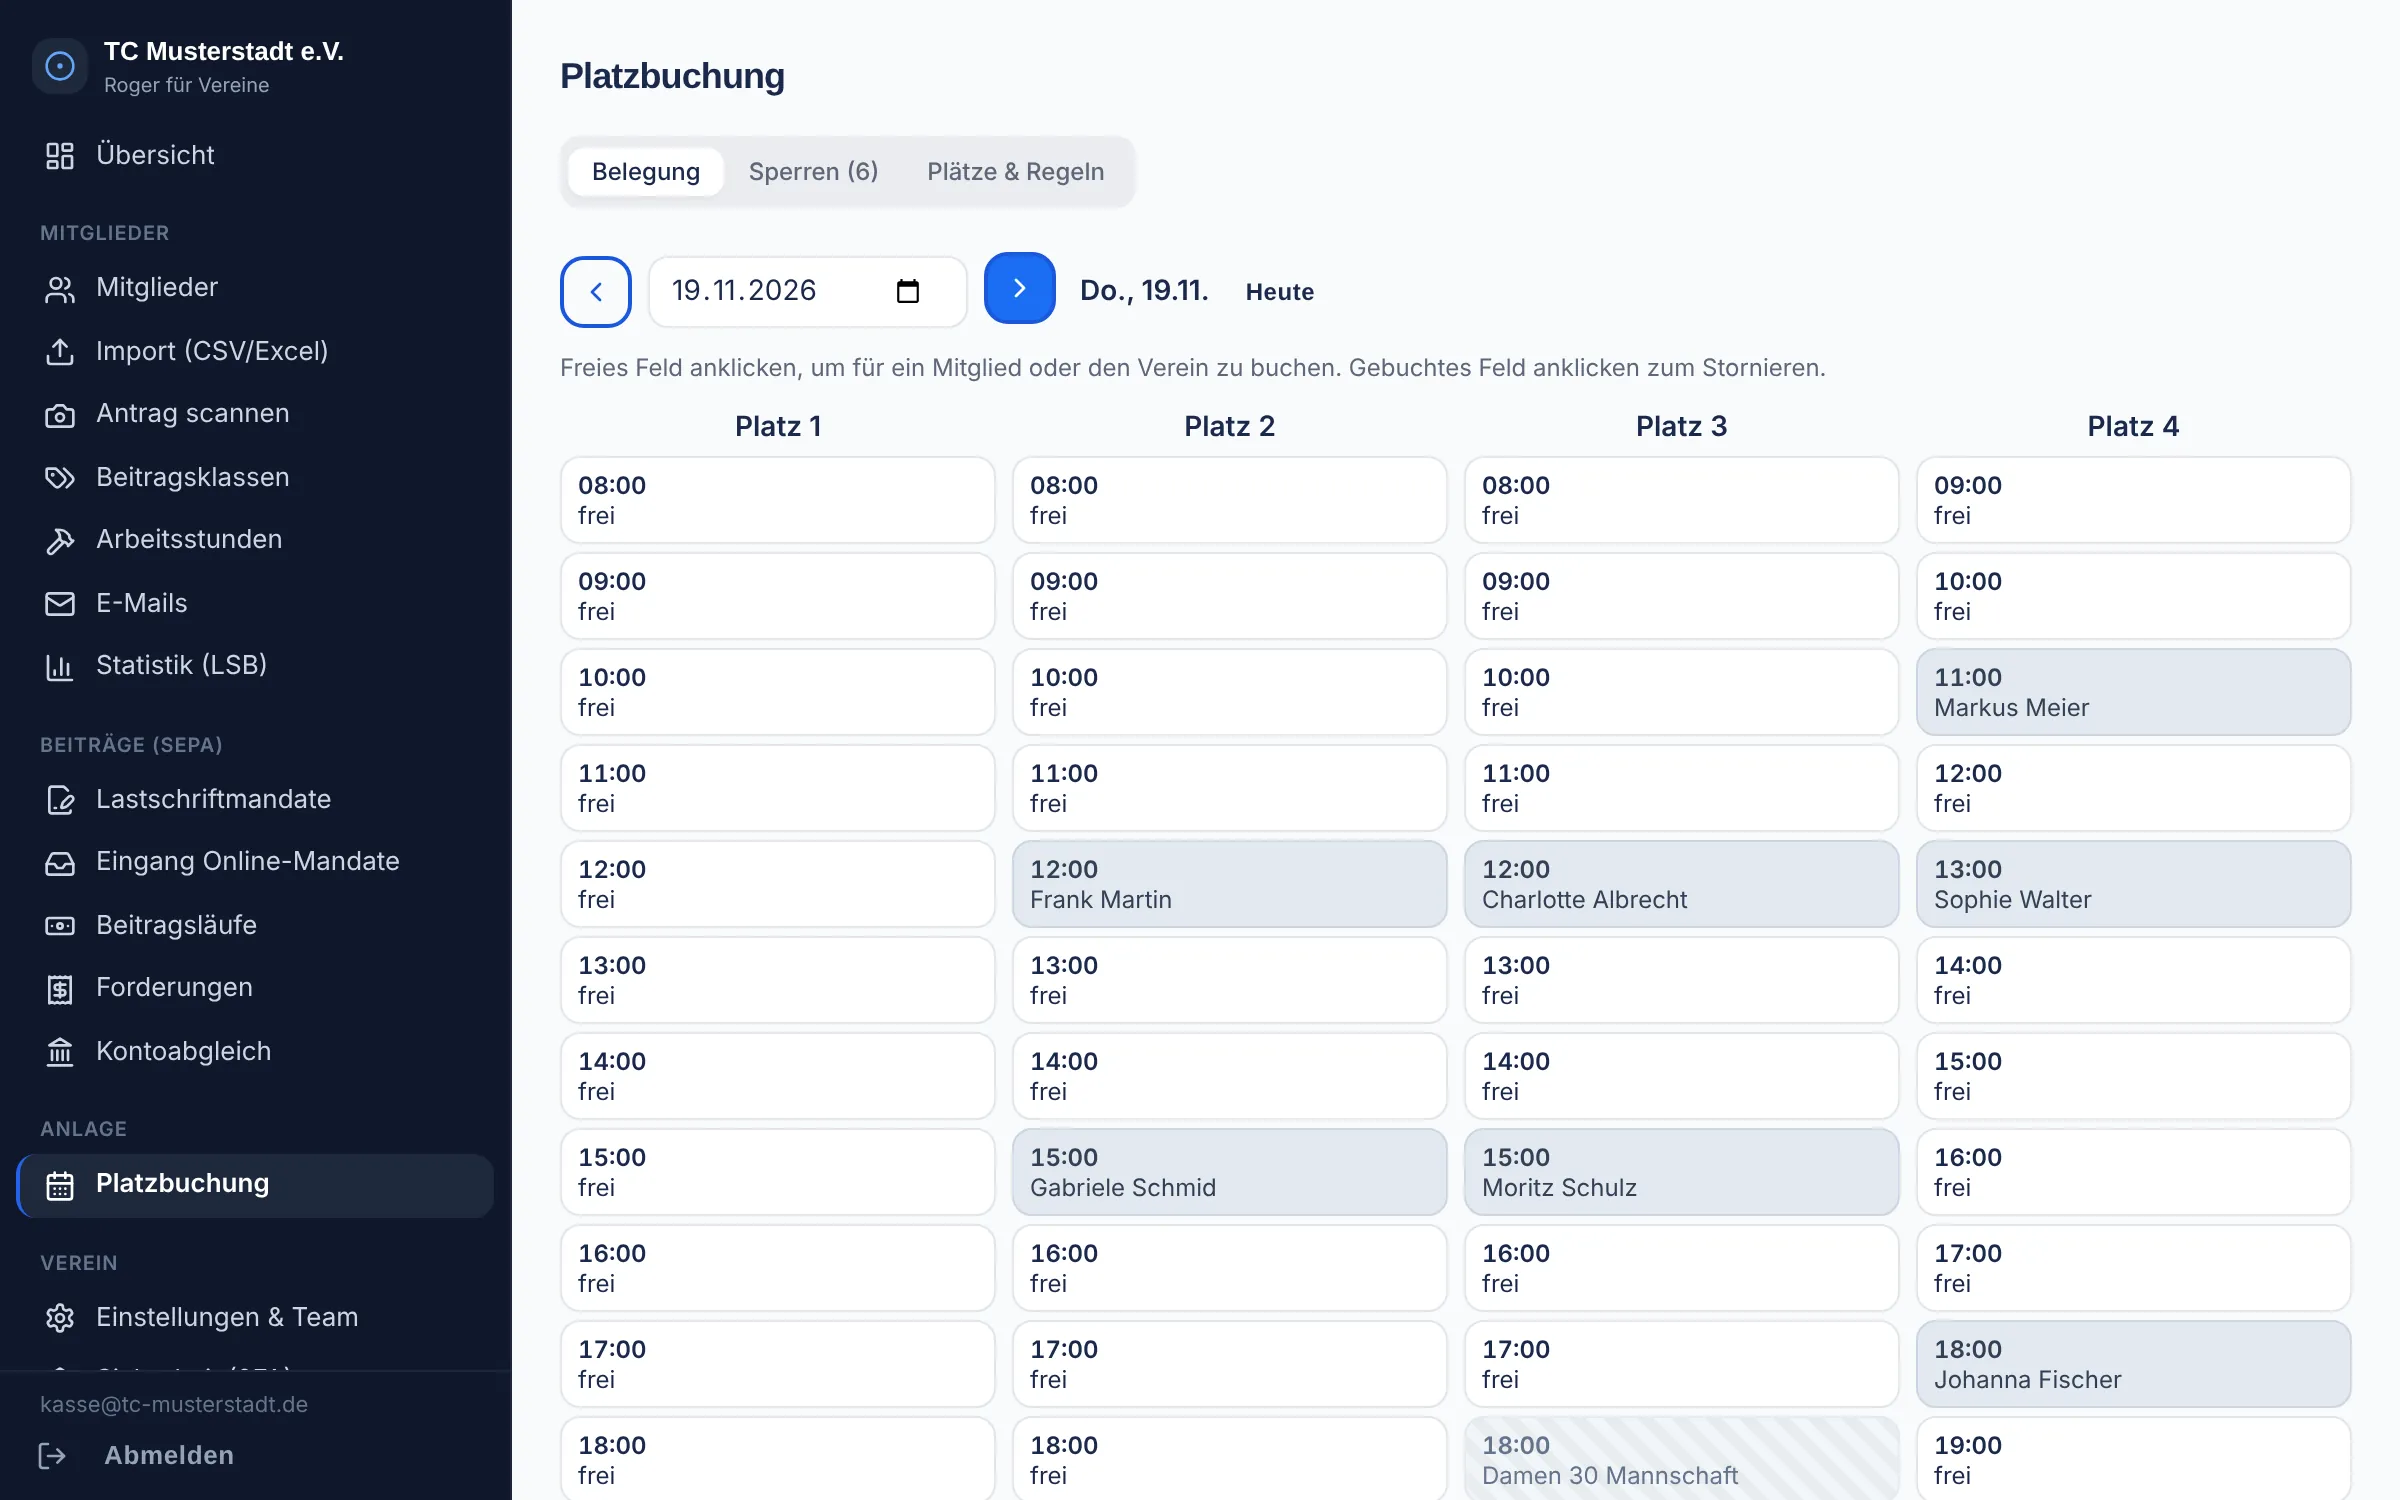 TC Musterstadt e.V.
Roger für Vereine
Übersicht
MITGLIEDER
Mitglieder
Import (CSV/Excel)
Antrag scannen
Beitragsklassen
Arbeitsstunden
E-Mails
Statistik (LSB)
BEITRÄGE (SEPA)
Lastschriftmandate
Eingang Online-Mandate
Beitragsläufe
Forderungen
Kontoabgleich
ANLAGE
Platzbuchung
VEREIN
Einstellungen & Team
kasse@tc-musterstadt.de
Abmelden
Platzbuchung
Belegung Sperren (6) Plätze & Regeln
19.11.2026 Do., 19.11. Heute
Freies Feld anklicken, um für ein Mitglied oder den Verein zu buchen. Gebuchtes Feld anklicken zum Stornieren.
Platz 1
08:00
frei
09:00
frei
10:00
frei
11:00
frei
12:00
frei
13:00
frei
14:00
frei
15:00
frei
16:00
frei
17:00
frei
18:00
frei
Platz 2
08:00
frei
09:00
frei
10:00
frei
11:00
frei
12:00
Frank Martin
13:00
frei
14:00
frei
15:00
Gabriele Schmid
16:00
frei
17:00
frei
18:00
frei
Platz 3
08:00
frei
09:00
frei
10:00
frei
11:00
frei
12:00
Charlotte Albrecht
13:00
frei
14:00
frei
15:00
Moritz Schulz
16:00
frei
17:00
frei
18:00
Damen 30 Mannschaft
Platz 4
09:00
frei
10:00
frei
11:00
Markus Meier
12:00
frei
13:00
Sophie Walter
14:00
frei
15:00
frei
16:00
frei
17:00
frei
18:00
Johanna Fischer
19:00
frei